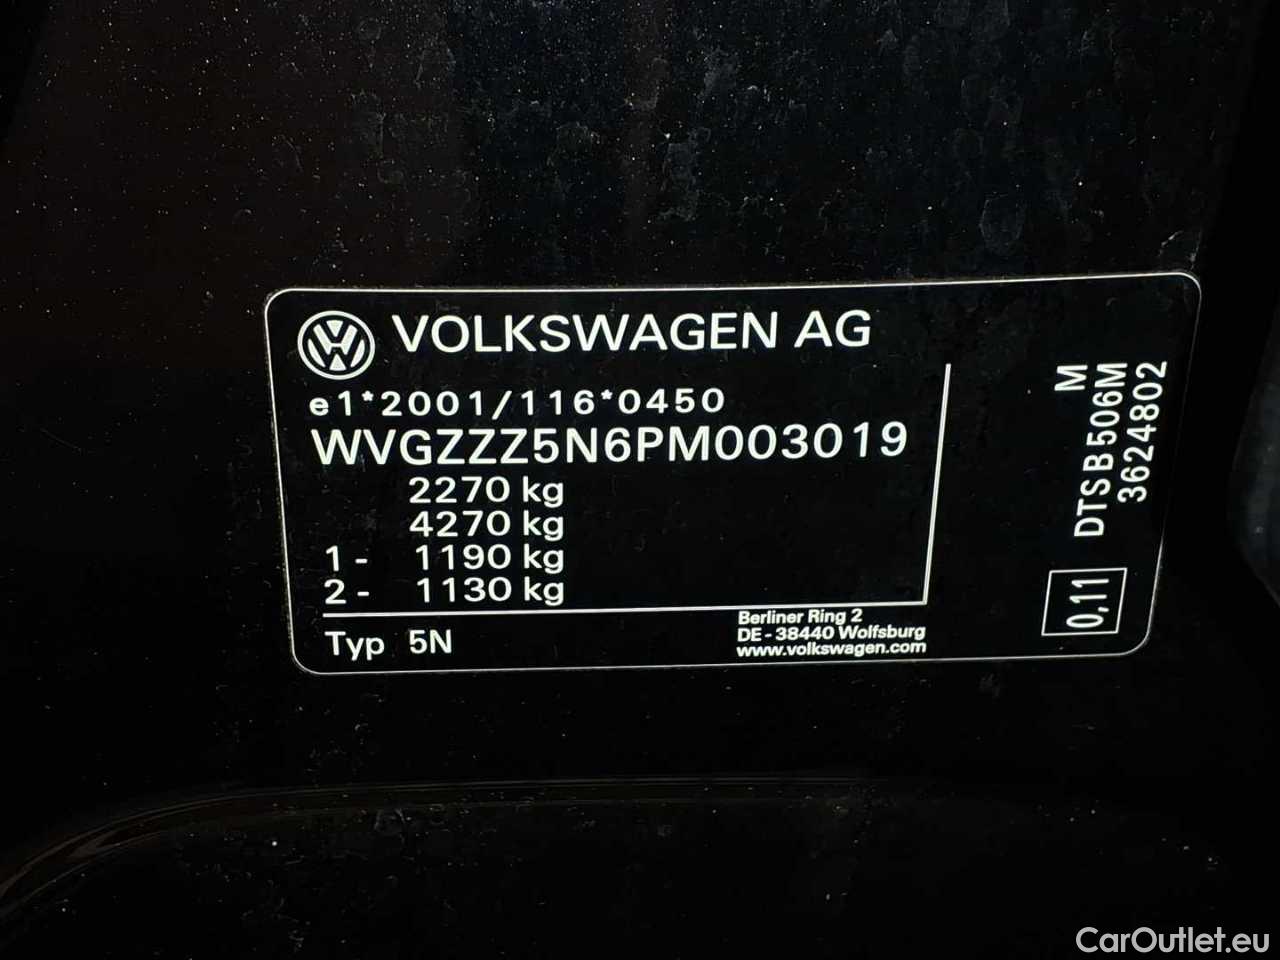 VOLKSWAGEN AG
e1*2001/116*0450
WVGZZZ5N6PM003019
2270 kg
4270 kg
1 - 1190 kg
2 - 1130 kg
Typ 5N
Berliner Ring 2
DE - 38440 Wolfsburg
www.volkswagen.com
M
DTSB506M
3624802
0,11
CarOutlet.eu